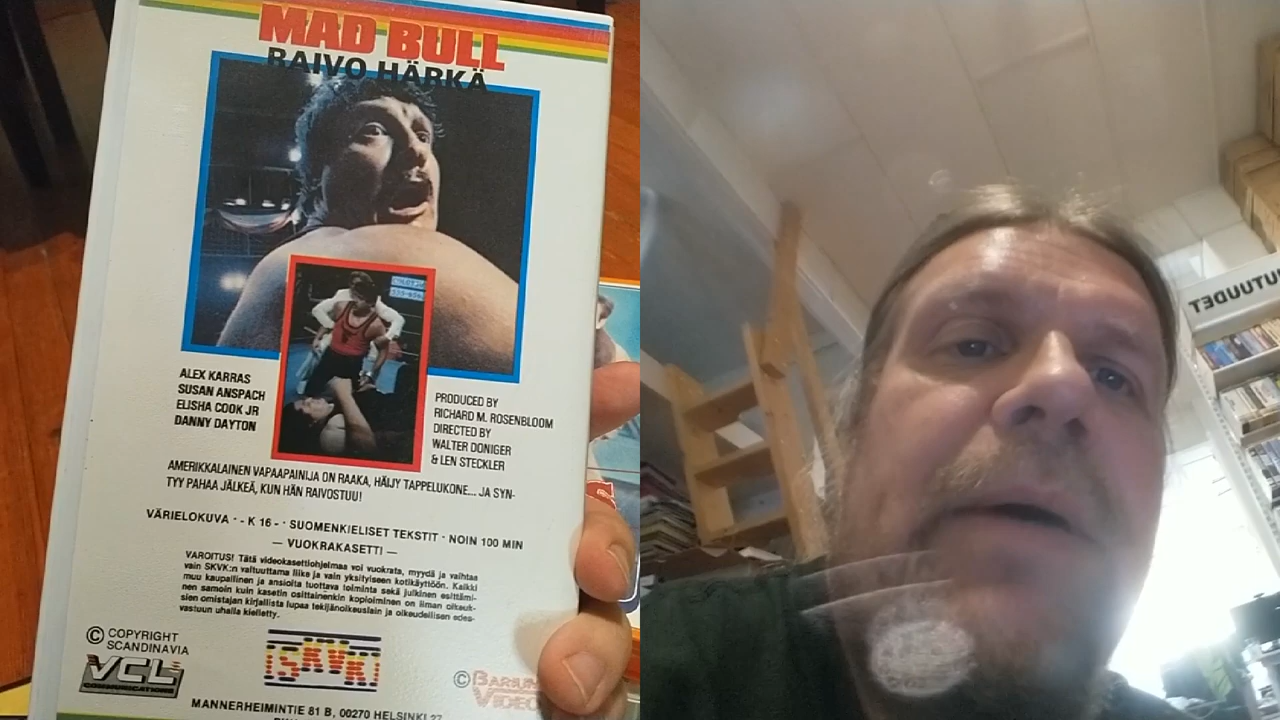 MAD BULL
RAIVO HÄRKÄ
ALEX KARRAS
SUSAN ANSPACH
ELISHA COOK JR
DANNY DAYTON
PRODUCED BY
RICHARD M. ROSENBLOOM
DIRECTED BY
WALTER DONIGER
& LEN STECKLER
AMERIKKALAINEN VAPAAPAINIJA ON RAAKA, HÄIJY TAPPELUKONE... JA SYN-
TYY PAHAA JÄLKEÄ, KUN HÄN RAIVOSTUU!
VÄRIELOKUVA · - K 16 - · SUOMENKIELISET TEKSTIT · NOIN 100 MIN
— VUOKRAKASETTI —
VAROITUS! Tätä videokasettiohjelmaa voi vuokrata, myydä ja vaihtaa
vain SKVK:n valtuuttama liike ja vain yksityiseen kotikäyttöön. Kaikki
muu kaupallinen ja ansiota tuottava toiminta sekä julkinen esittämi-
nen samoin kuin kasetin osittainenkin kopioiminen on ilman oikeuk-
sien omistajan kirjallista lupaa tekijänoikeuslain ja oikeudellisen edes-
vastuun uhalla kielletty.
© COPYRIGHT
SCANDINAVIA
VCL
COMMUNICATIONS
SKVK
© BARIUM
VIDEO
MANNERHEIMINTIE 81 B, 00270 HELSINKI 27
UUTUUDET